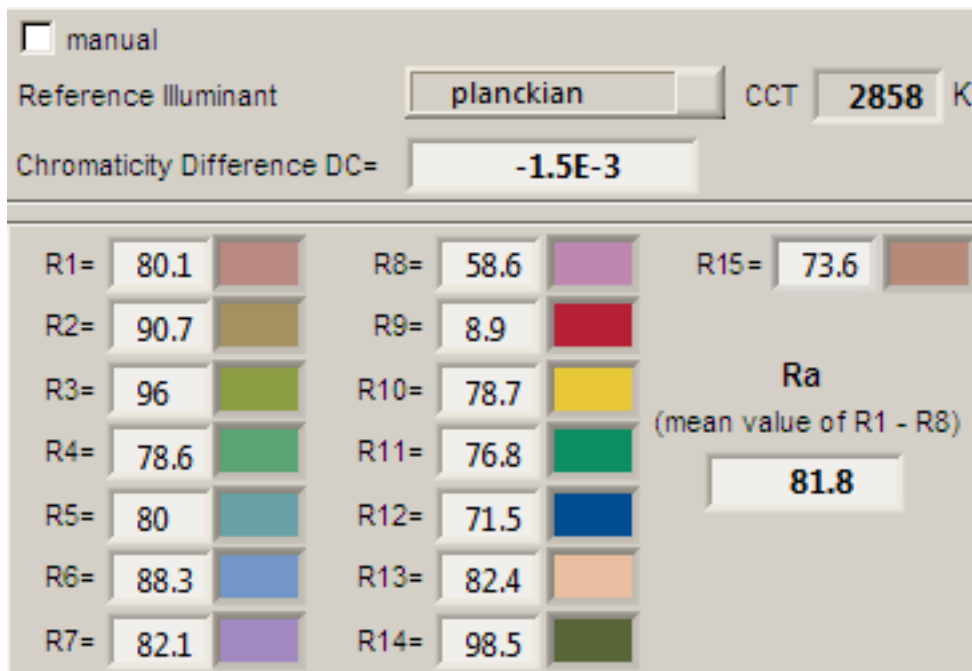 manual
Reference Illuminant planckian CCT 2858 K
Chromaticity Difference DC= -1.5E-3
R1= 80.1 R8= 58.6 R15= 73.6
R2= 90.7 R9= 8.9
R3= 96 R10= 78.7 Ra
(mean value of R1 - R8)
R4= 78.6 R11= 76.8
81.8
R5= 80 R12= 71.5
R6= 88.3 R13= 82.4
R7= 82.1 R14= 98.5